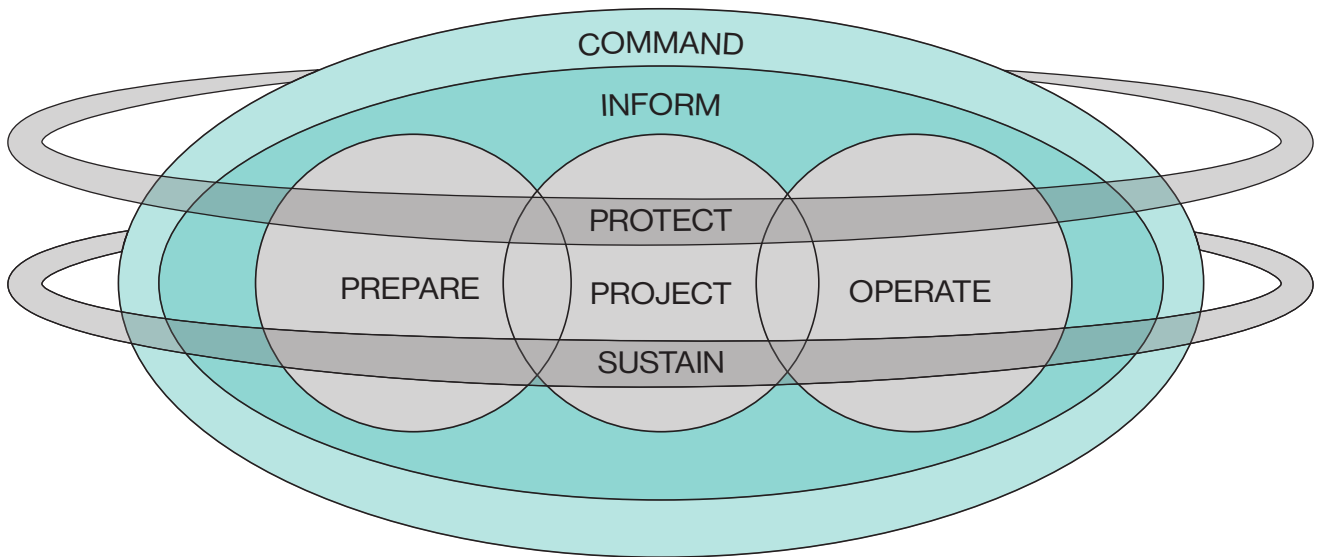 COMMAND
INFORM
PROTECT
PREPARE
PROJECT
OPERATE
SUSTAIN